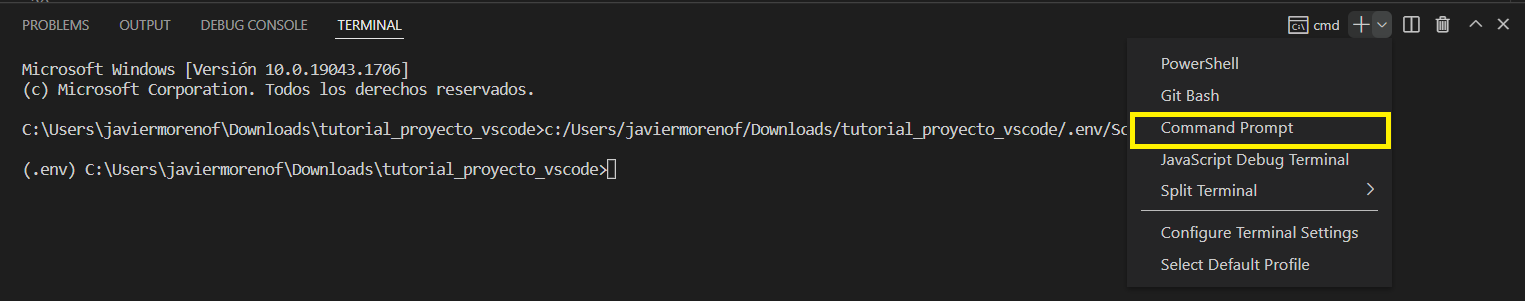 PROBLEMS OUTPUT DEBUG CONSOLE TERMINAL cmd
Microsoft Windows [Versión 10.0.19043.1706]
(c) Microsoft Corporation. Todos los derechos reservados.
C:\Users\javiermorenof\Downloads\tutorial_proyecto_vscode>c:/Users/javiermorenof/Downloads/tutorial_proyecto_vscode/.env/Sc
(.env) C:\Users\javiermorenof\Downloads\tutorial_proyecto_vscode>
PowerShell
Git Bash
Command Prompt
JavaScript Debug Terminal
Split Terminal
Configure Terminal Settings
Select Default Profile